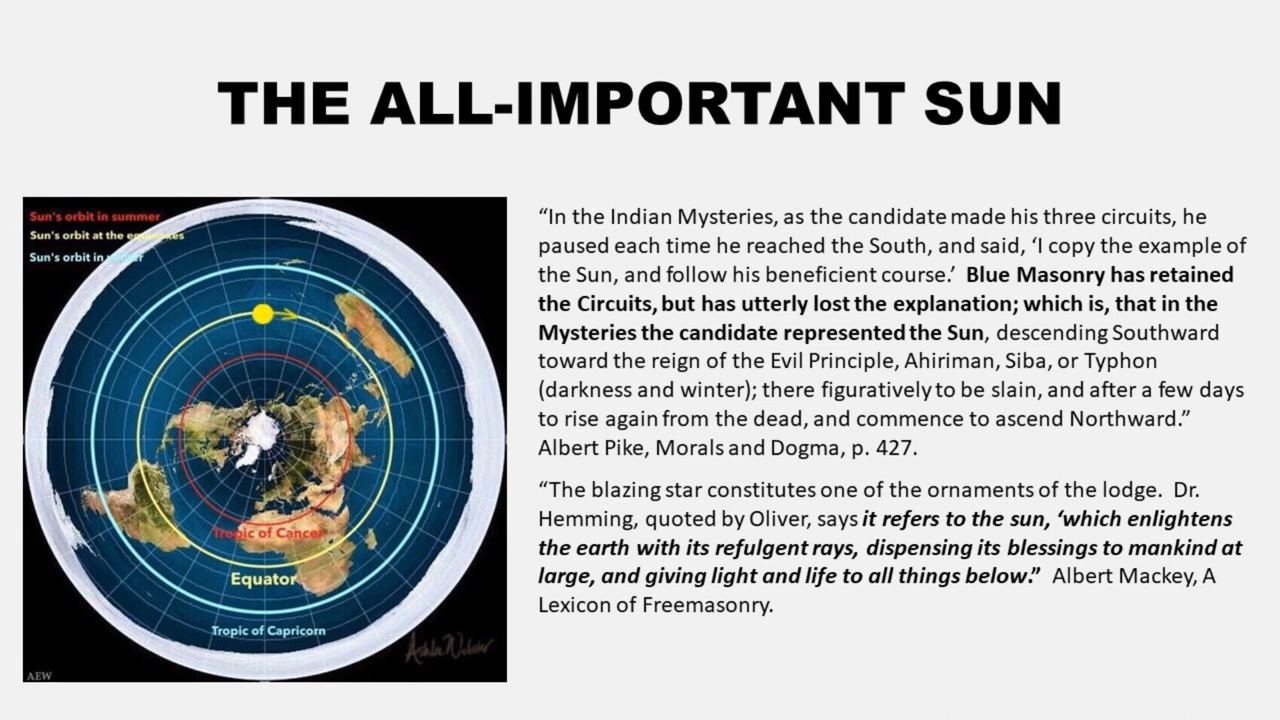 THE ALL-IMPORTANT SUN
Sun's orbit in summer
Sun's orbit at the equinoxes
Sun's orbit in winter
Tropic of Cancer
Equator
Tropic of Capricorn
Ashlee Webster
AEW
“In the Indian Mysteries, as the candidate made his three circuits, he
paused each time he reached the South, and said, ‘I copy the example of
the Sun, and follow his beneficient course.’ Blue Masonry has retained
the Circuits, but has utterly lost the explanation; which is, that in the
Mysteries the candidate represented the Sun, descending Southward
toward the reign of the Evil Principle, Ahiriman, Siba, or Typhon
(darkness and winter); there figuratively to be slain, and after a few days
to rise again from the dead, and commence to ascend Northward.”
Albert Pike, Morals and Dogma, p. 427.
“The blazing star constitutes one of the ornaments of the lodge. Dr.
Hemming, quoted by Oliver, says it refers to the sun, ‘which enlightens
the earth with its refulgent rays, dispensing its blessings to mankind at
large, and giving light and life to all things below.” Albert Mackey, A
Lexicon of Freemasonry.